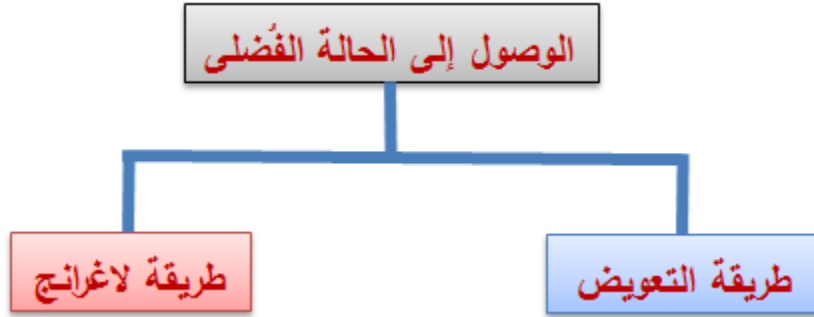 الوصول إلى الحالة الفُضلى
طريقة التعويض
طريقة لاغرانج